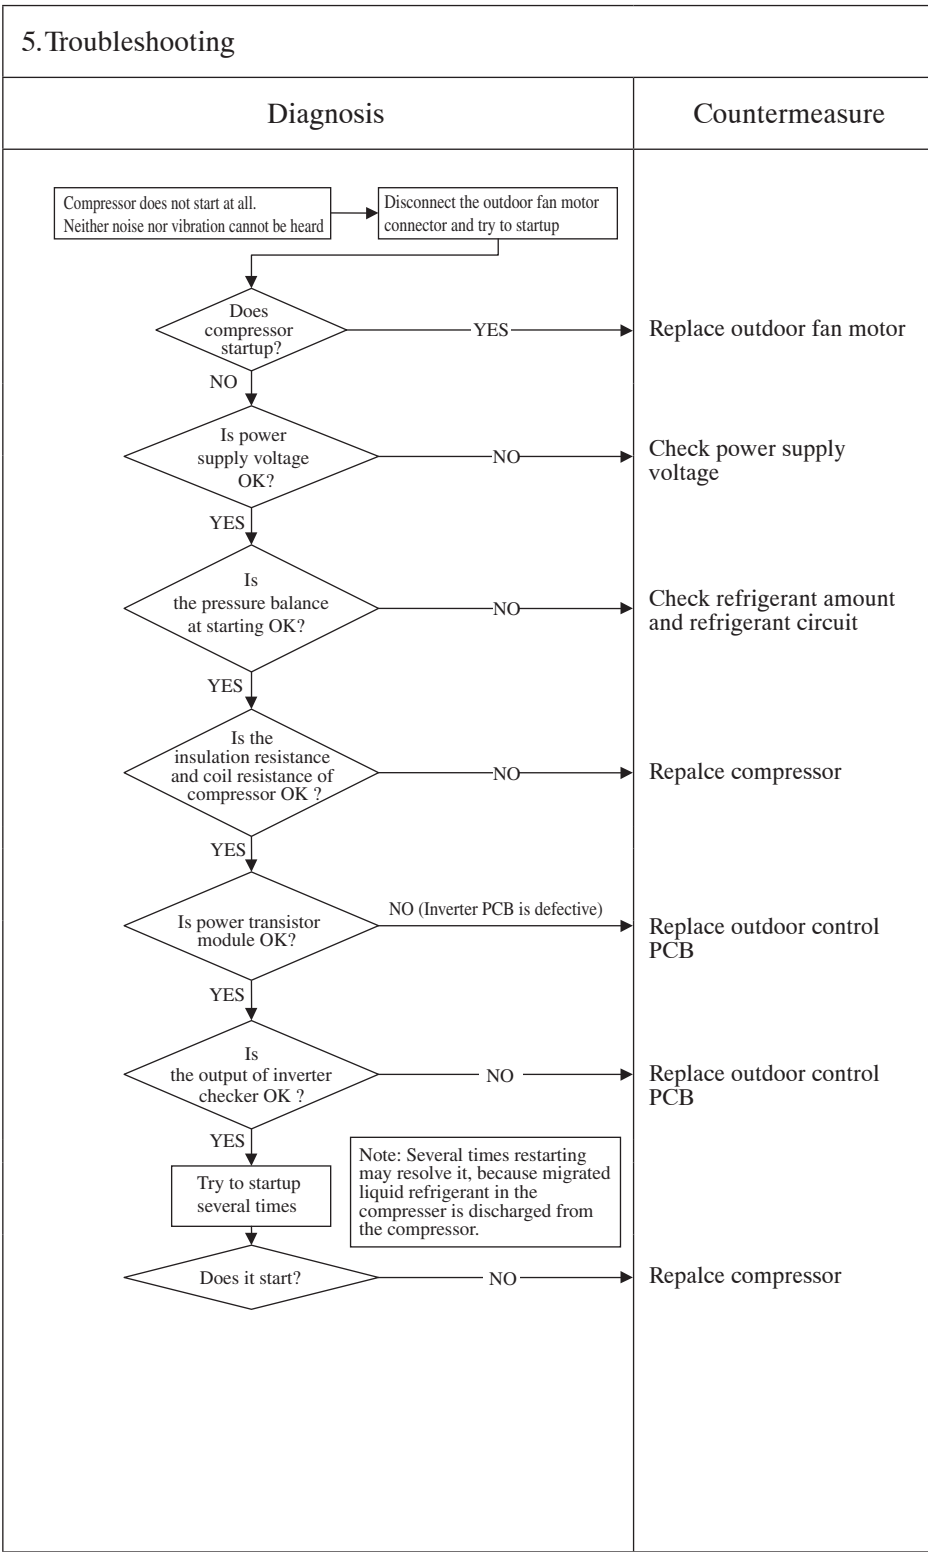 5.Troubleshooting
Diagnosis
Countermeasure
Compressor does not start at all.
Neither noise nor vibration cannot be heard
Disconnect the outdoor fan motor
connector and try to startup
Does
compressor
startup?
YES
Replace outdoor fan motor
NO
Is power
supply voltage
OK?
NO
Check power supply
voltage
YES
Is
the pressure balance
at starting OK?
NO
Check refrigerant amount
and refrigerant circuit
YES
Is the
insulation resistance
and coil resistance of
compressor OK ?
NO
Repalce compressor
YES
Is power transistor
module OK?
NO (Inverter PCB is defective)
Replace outdoor control
PCB
YES
Is
the output of inverter
checker OK ?
NO
Replace outdoor control
PCB
YES
Try to startup
several times
Note: Several times restarting
may resolve it, because migrated
liquid refrigerant in the
compresser is discharged from
the compressor.
Does it start?
NO
Repalce compressor